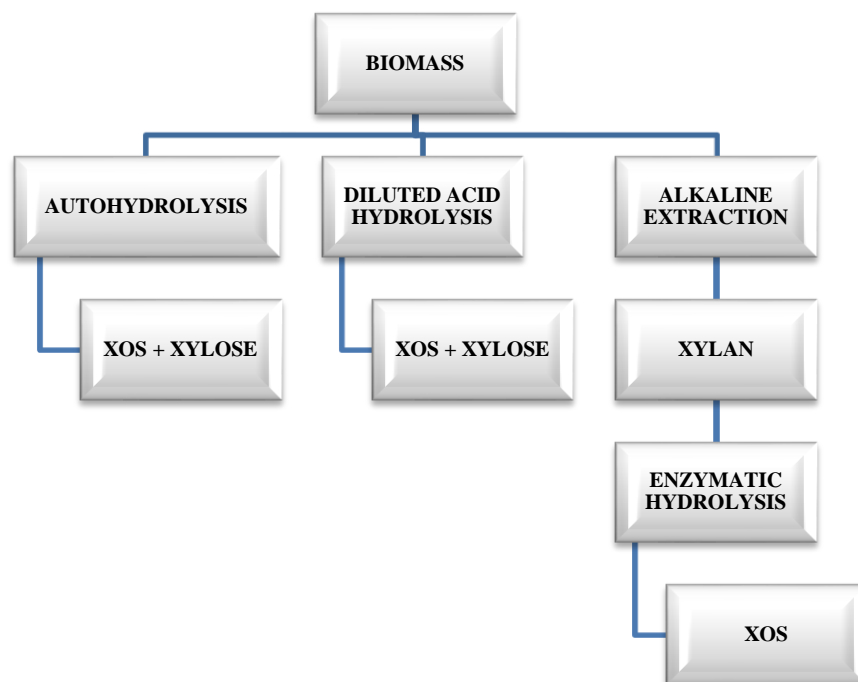 BIOMASS
AUTOHYDROLYSIS
DILUTED ACID
HYDROLYSIS
ALKALINE
EXTRACTION
XOS + XYLOSE
XOS + XYLOSE
XYLAN
ENZYMATIC
HYDROLYSIS
XOS